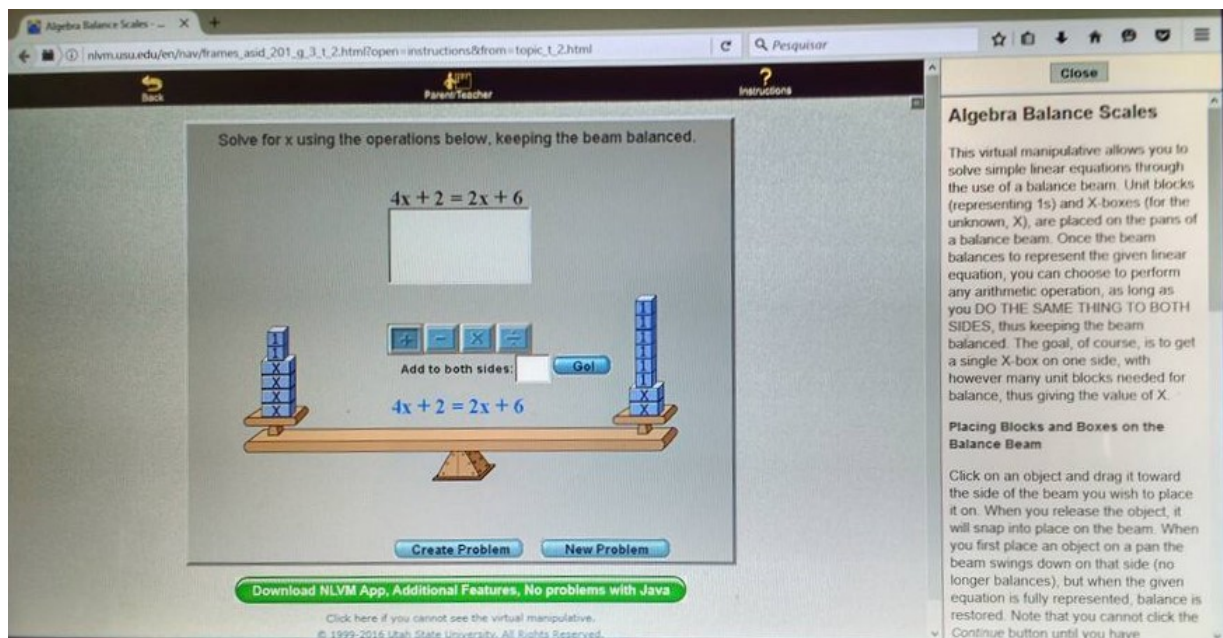 Algebra Balance Scales - ...
nlvm.usu.edu/en/nav/frames_asid_201_g_3_t_2.html?open=instructions&from=topic_t_2.html
Pesquisar
Back
Parent/Teacher
Instructions
Close
Solve for x using the operations below, keeping the beam balanced.
4x + 2 = 2x + 6
1
1
X
X
X
X
+ − × ÷
Add to both sides:
Go!
4x + 2 = 2x + 6
1
1
1
1
1
1
X
X
Create Problem
New Problem
Download NLVM App, Additional Features, No problems with Java
Click here if you cannot see the virtual manipulative.
© 1999-2016 Utah State University. All Rights Reserved.
Algebra Balance Scales
This virtual manipulative allows you to
solve simple linear equations through
the use of a balance beam. Unit blocks
(representing 1s) and X-boxes (for the
unknown, X), are placed on the pans of
a balance beam. Once the beam
balances to represent the given linear
equation, you can choose to perform
any arithmetic operation, as long as
you DO THE SAME THING TO BOTH
SIDES, thus keeping the beam
balanced. The goal, of course, is to get
a single X-box on one side, with
however many unit blocks needed for
balance, thus giving the value of X.
Placing Blocks and Boxes on the
Balance Beam
Click on an object and drag it toward
the side of the beam you wish to place
it on. When you release the object, it
will snap into place on the beam. When
you first place an object on a pan the
beam swings down on that side (no
longer balances), but when the given
equation is fully represented, balance is
restored. Note that you cannot click the
Continue button until you have